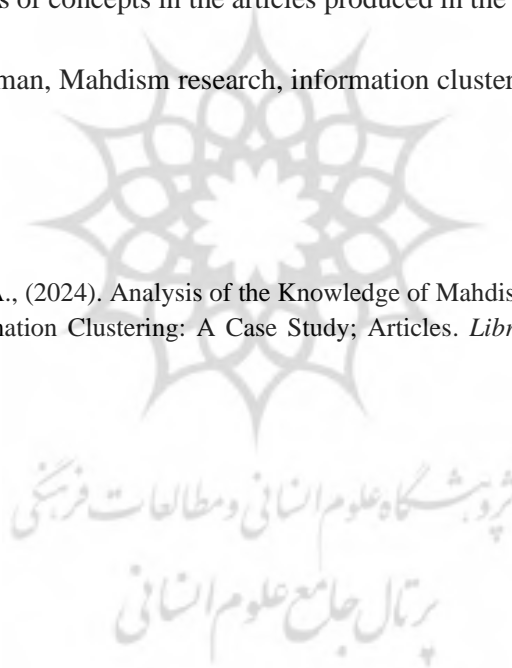 s of concepts in the articles produced in the
man, Mahdism research, information cluster
A., (2024). Analysis of the Knowledge of Mahdis
nation Clustering: A Case Study; Articles. Libr
پژوهشگاه علوم انسانی و مطالعات فرهنگی
پرتال جامع علوم انسانی